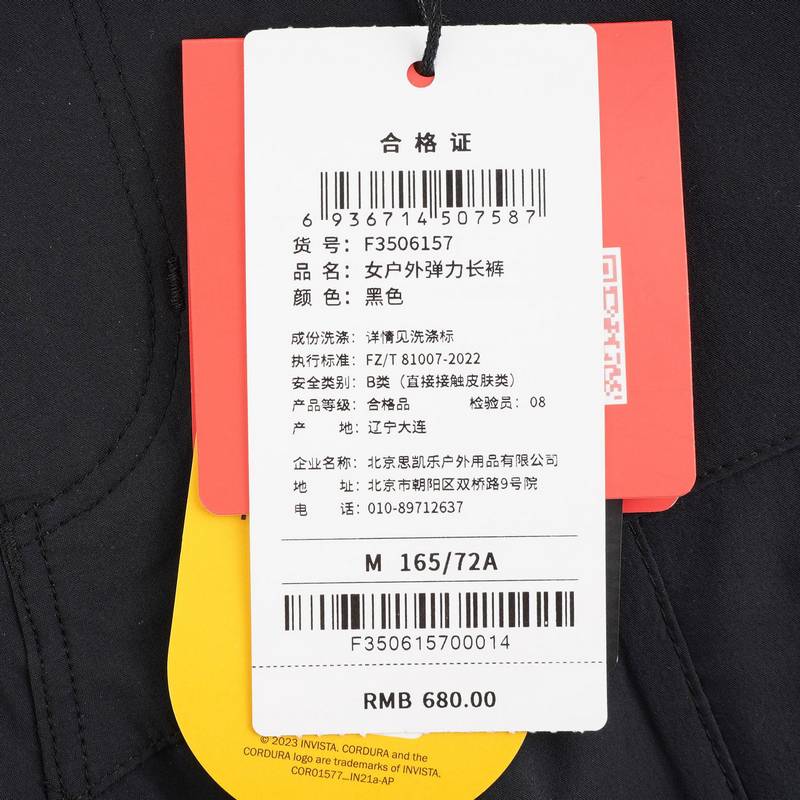 合格证
6 936714 507587
货 号：F3506157
品 名：女户外弹力长裤
颜 色：黑色
成份洗涤：详情见洗涤标
执行标准：FZ/T 81007-2022
安全类别：B类（直接接触皮肤类）
产品等级：合格品 检验员：08
产 地：辽宁大连
企业名称：北京思凯乐户外用品有限公司
地 址：北京市朝阳区双桥路9号院
电 话：010-89712637
M 165/72A
F350615700014
RMB 680.00
© 2023 INVISTA. CORDURA and the
CORDURA logo are trademarks of INVISTA.
COR01577...IN21a-AP